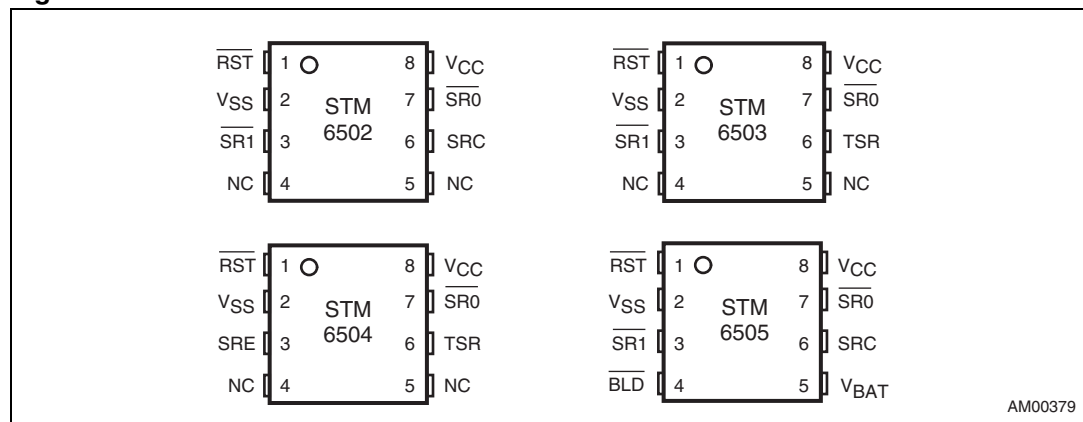 RST 1 8 VCC
VSS 2 STM 7 SR0
SR1 3 6502 6 SRC
NC 4 5 NC
RST 1 8 VCC
VSS 2 STM 7 SR0
SR1 3 6503 6 TSR
NC 4 5 NC
RST 1 8 VCC
VSS 2 STM 7 SR0
SRE 3 6504 6 TSR
NC 4 5 NC
RST 1 8 VCC
VSS 2 STM 7 SR0
SR1 3 6505 6 SRC
BLD 4 5 VBAT
AM00379